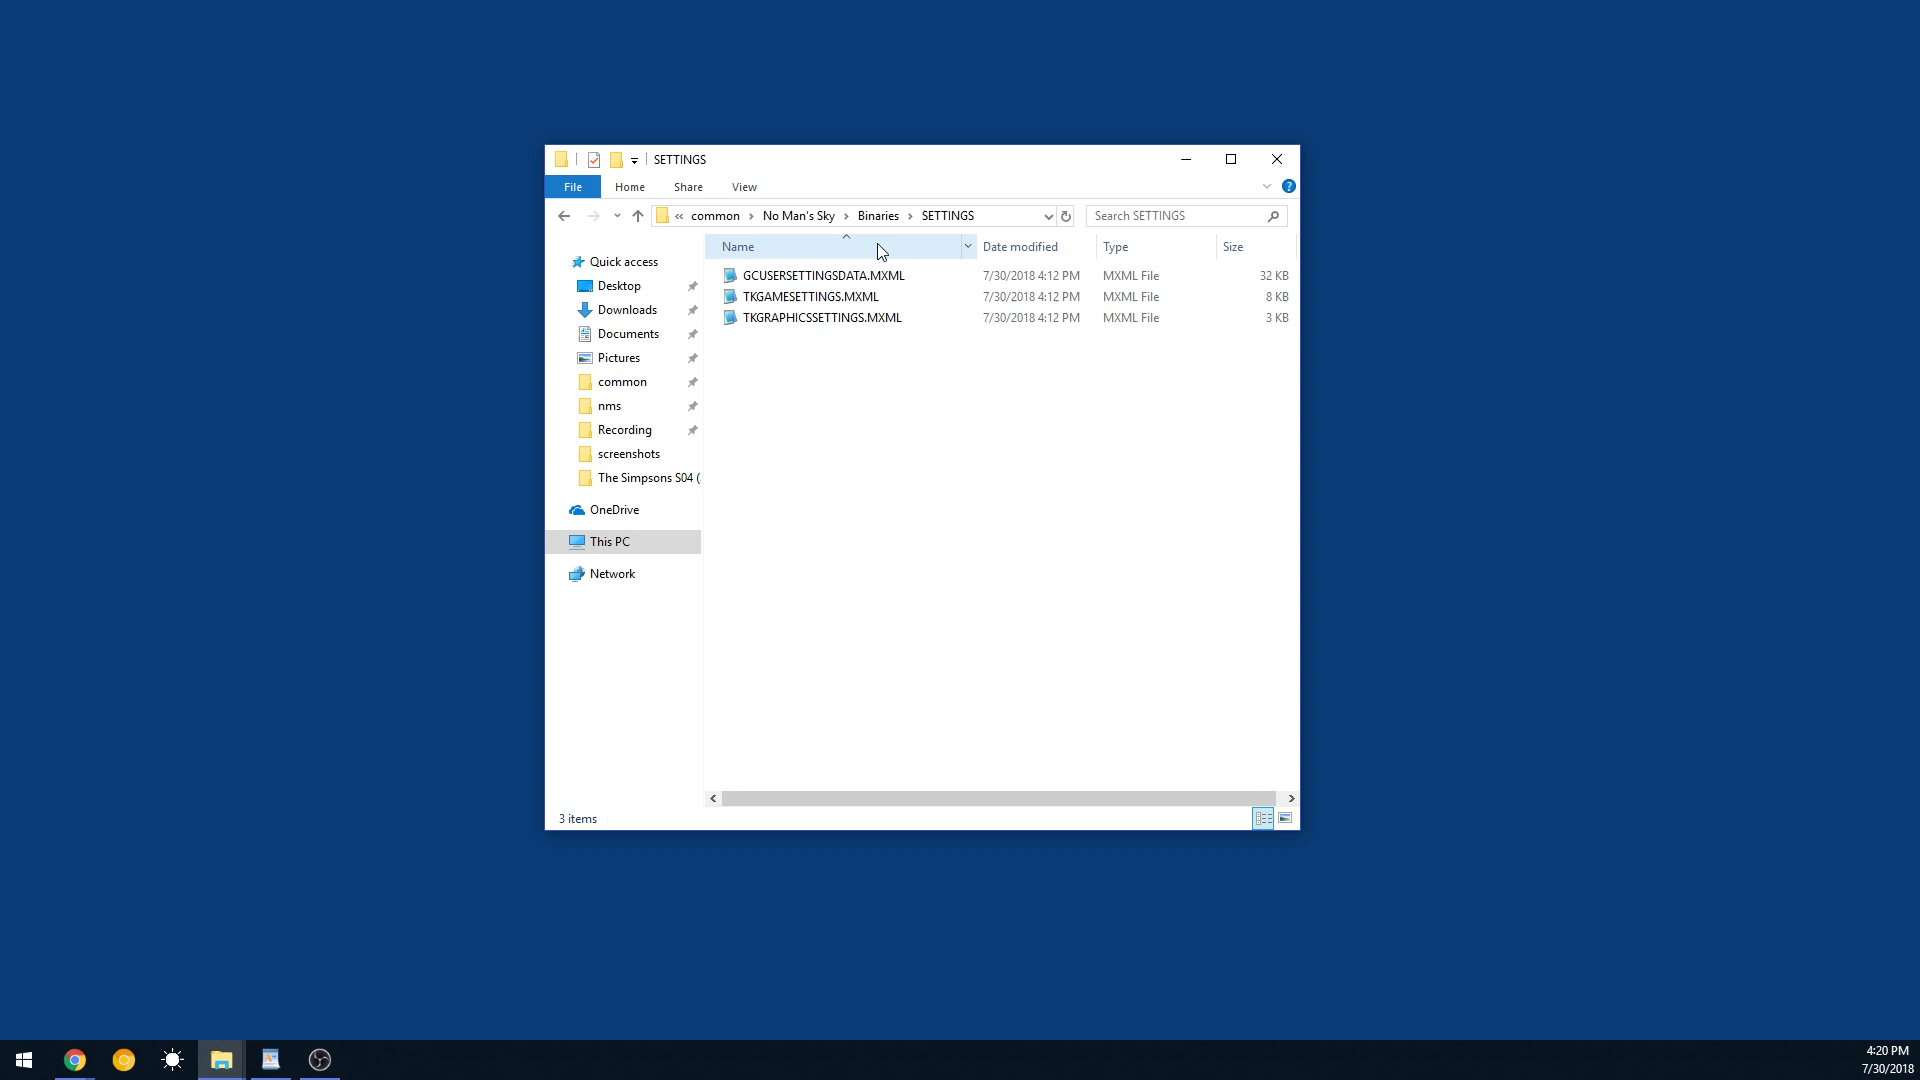 SETTINGS
File Home Share View
« common › No Man's Sky › Binaries › SETTINGS Search SETTINGS
Name Date modified Type Size
GCUSERSETTINGSDATA.MXML 7/30/2018 4:12 PM MXML File 32 KB
TKGAMESETTINGS.MXML 7/30/2018 4:12 PM MXML File 8 KB
TKGRAPHICSSETTINGS.MXML 7/30/2018 4:12 PM MXML File 3 KB
Quick access
Desktop
Downloads
Documents
Pictures
common
nms
Recording
screenshots
The Simpsons S04 (
OneDrive
This PC
Network
3 items
4:20 PM
7/30/2018